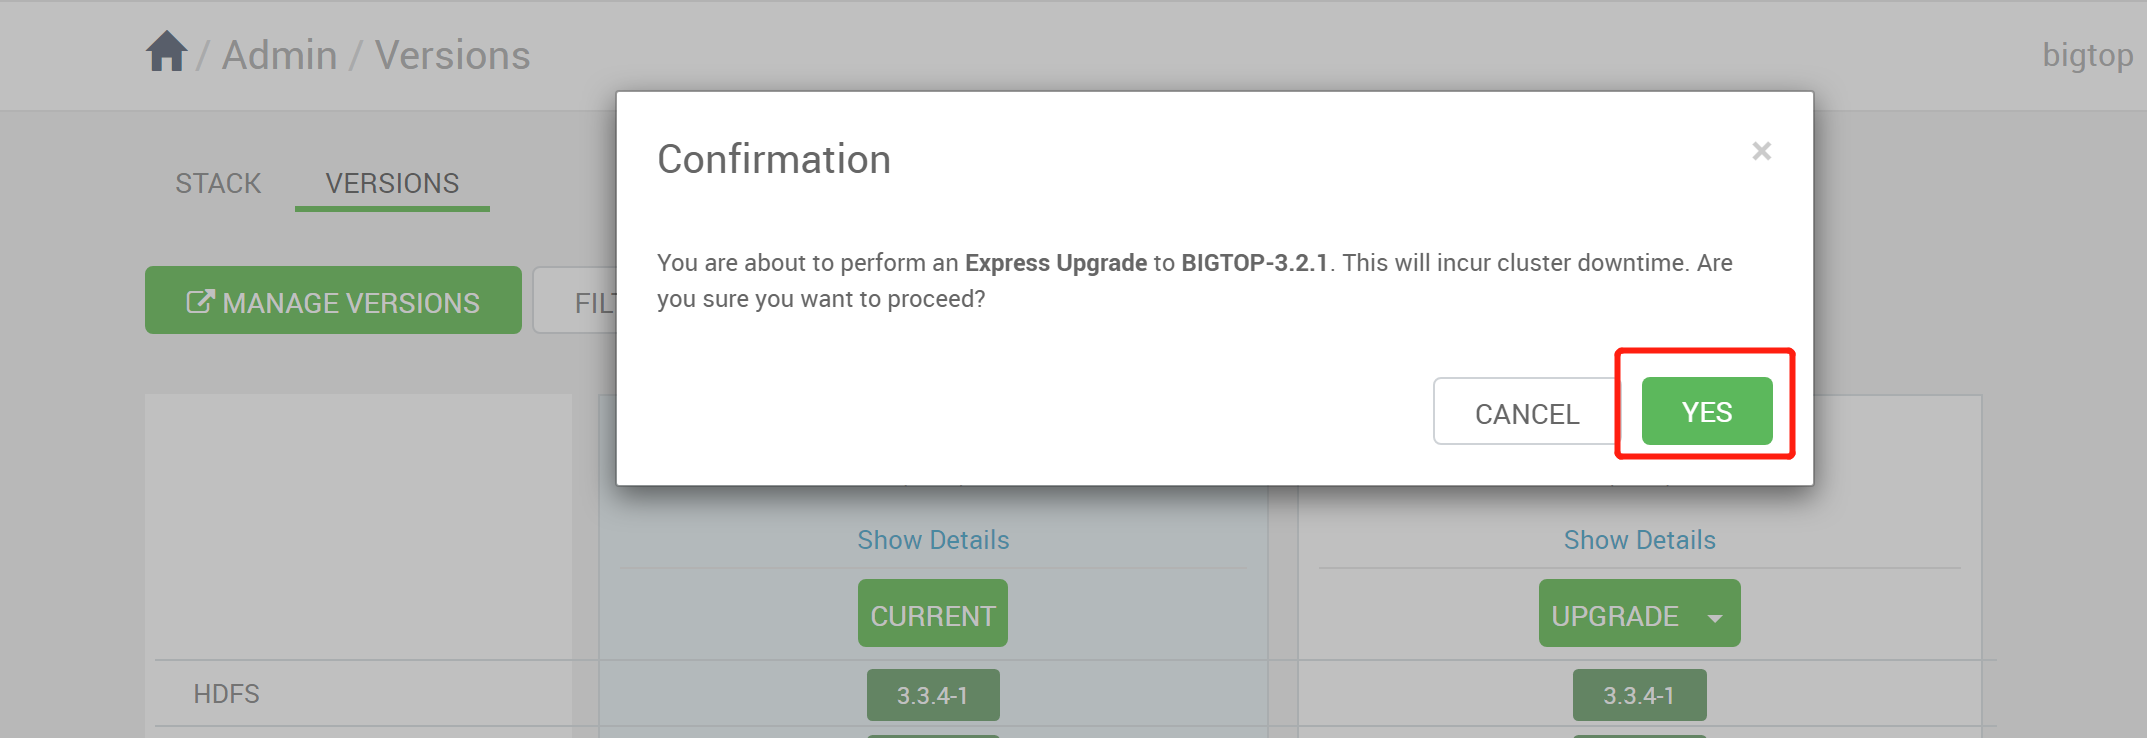 / Admin / Versions
bigtop
Confirmation
×
STACK
VERSIONS
You are about to perform an Express Upgrade to BIGTOP-3.2.1. This will incur cluster downtime. Are
you sure you want to proceed?
MANAGE VERSIONS
CANCEL
YES
Show Details
Show Details
CURRENT
UPGRADE
HDFS
3.3.4-1
3.3.4-1